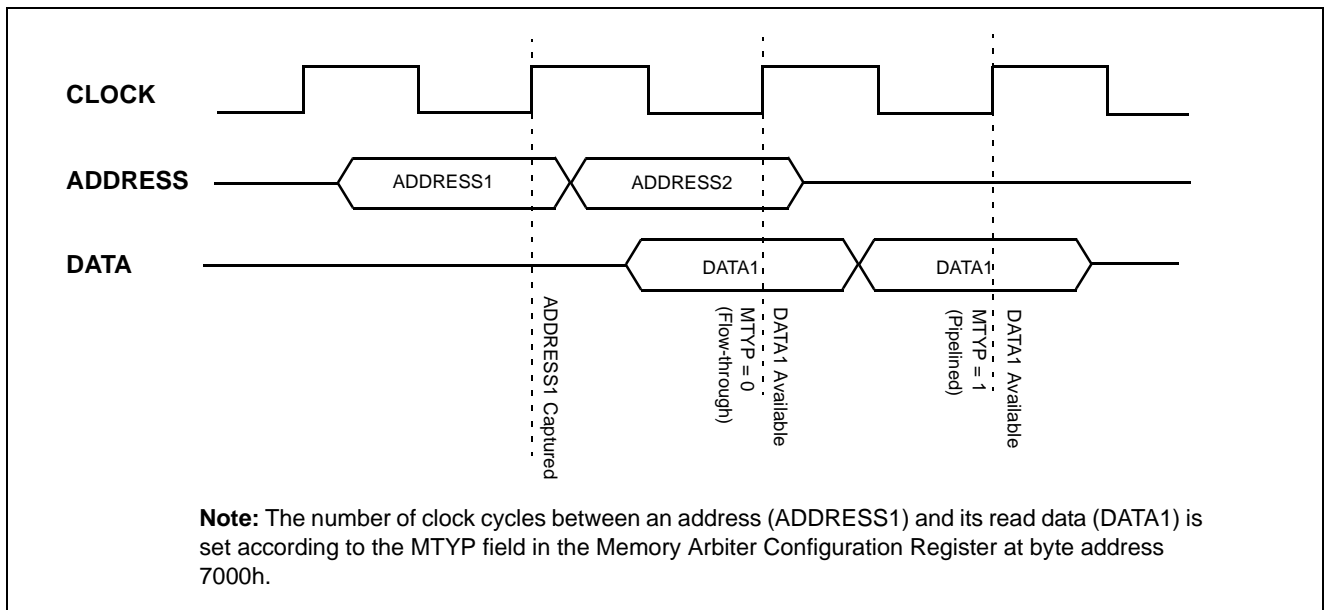 CLOCK
ADDRESS
ADDRESS1
ADDRESS2
DATA
DATA1
DATA1
ADDRESS1 Captured
DATA1 Available
MTYP = 0
(Flow-through)
DATA1 Available
MTYP = 1
(Pipelined)
Note: The number of clock cycles between an address (ADDRESS1) and its read data (DATA1) is
set according to the MTYP field in the Memory Arbiter Configuration Register at byte address
7000h.